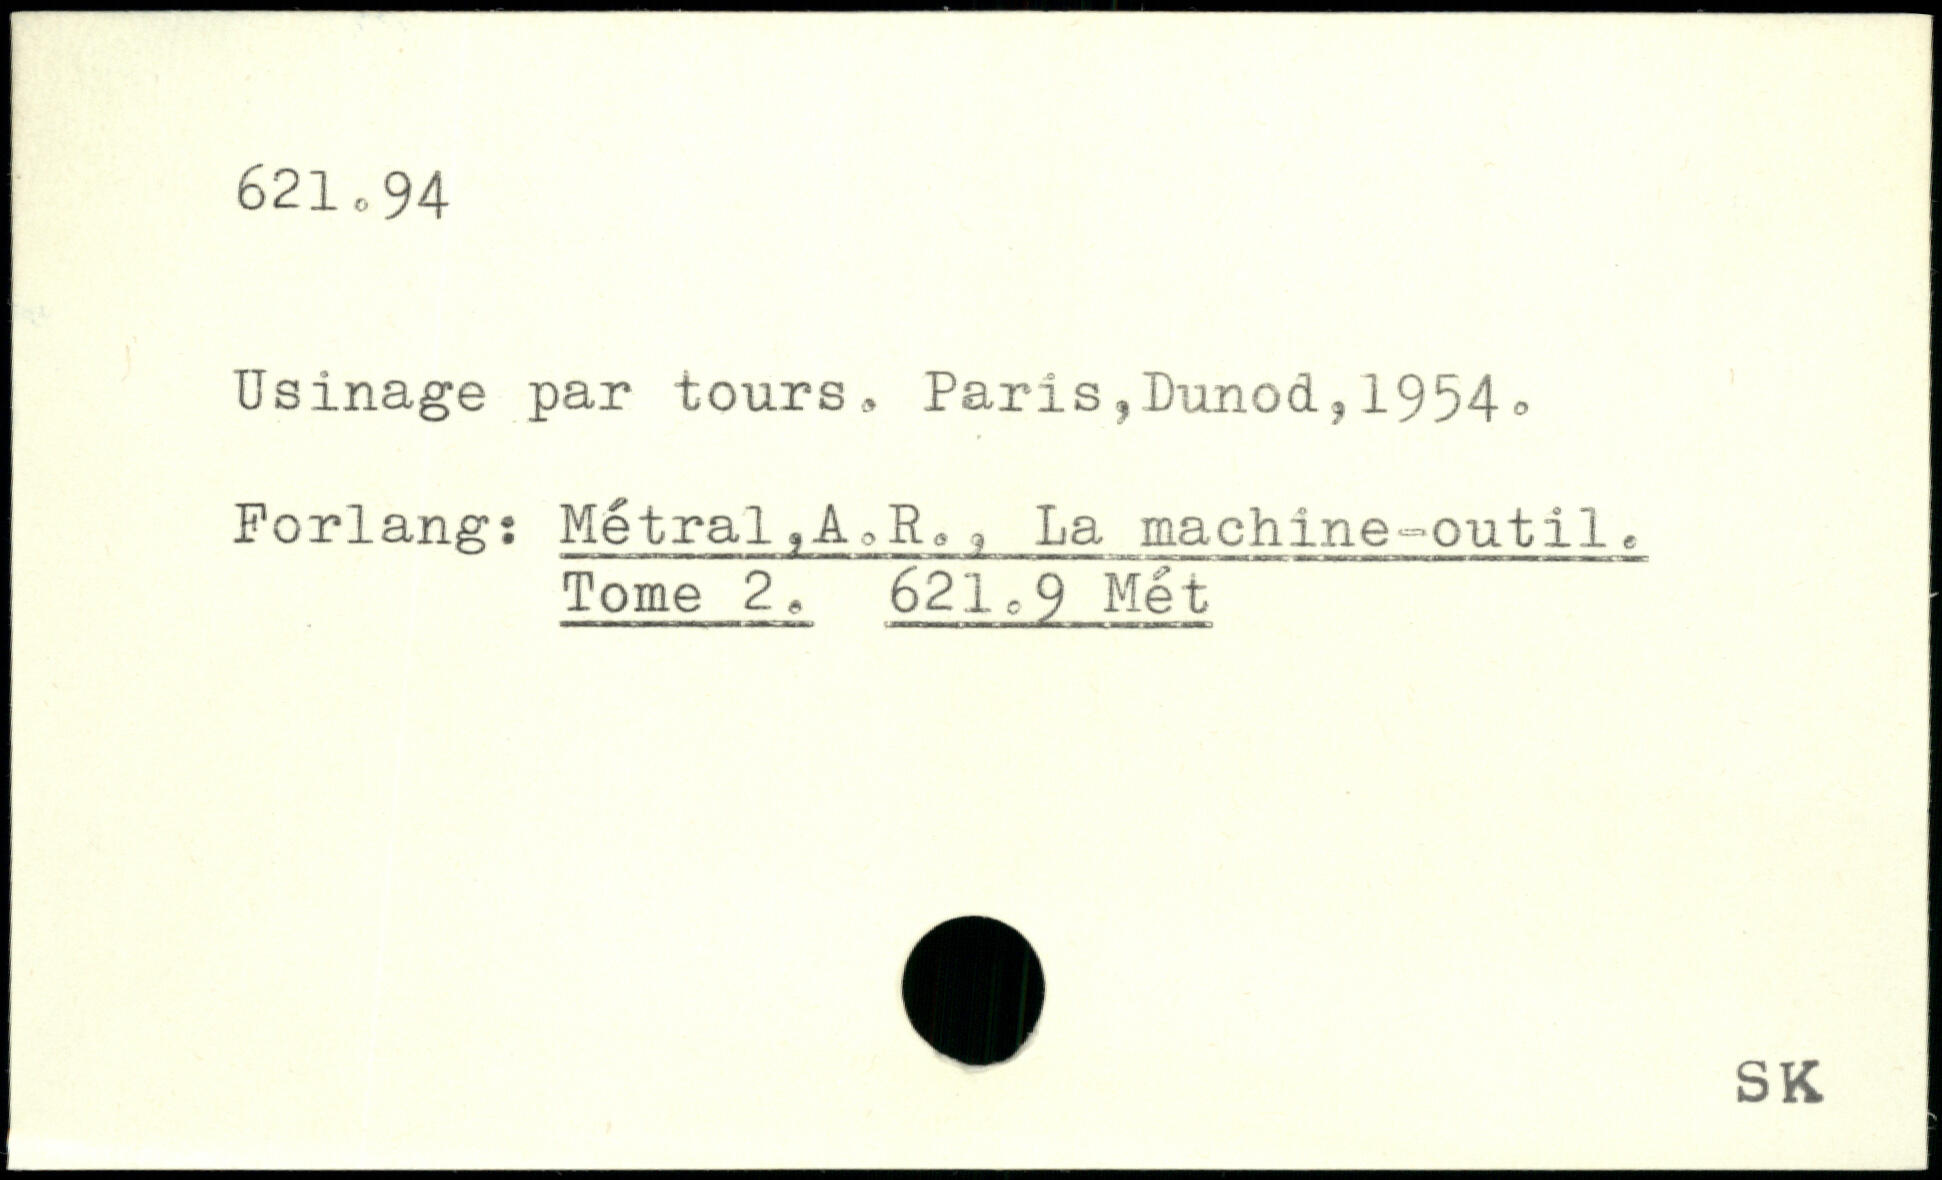 621.94
Usinage par tours. Paris,Dunod,1954.
Forlang: Métral,A.R., La machine-outil.
Tome 2. 621.9 Mét
SK